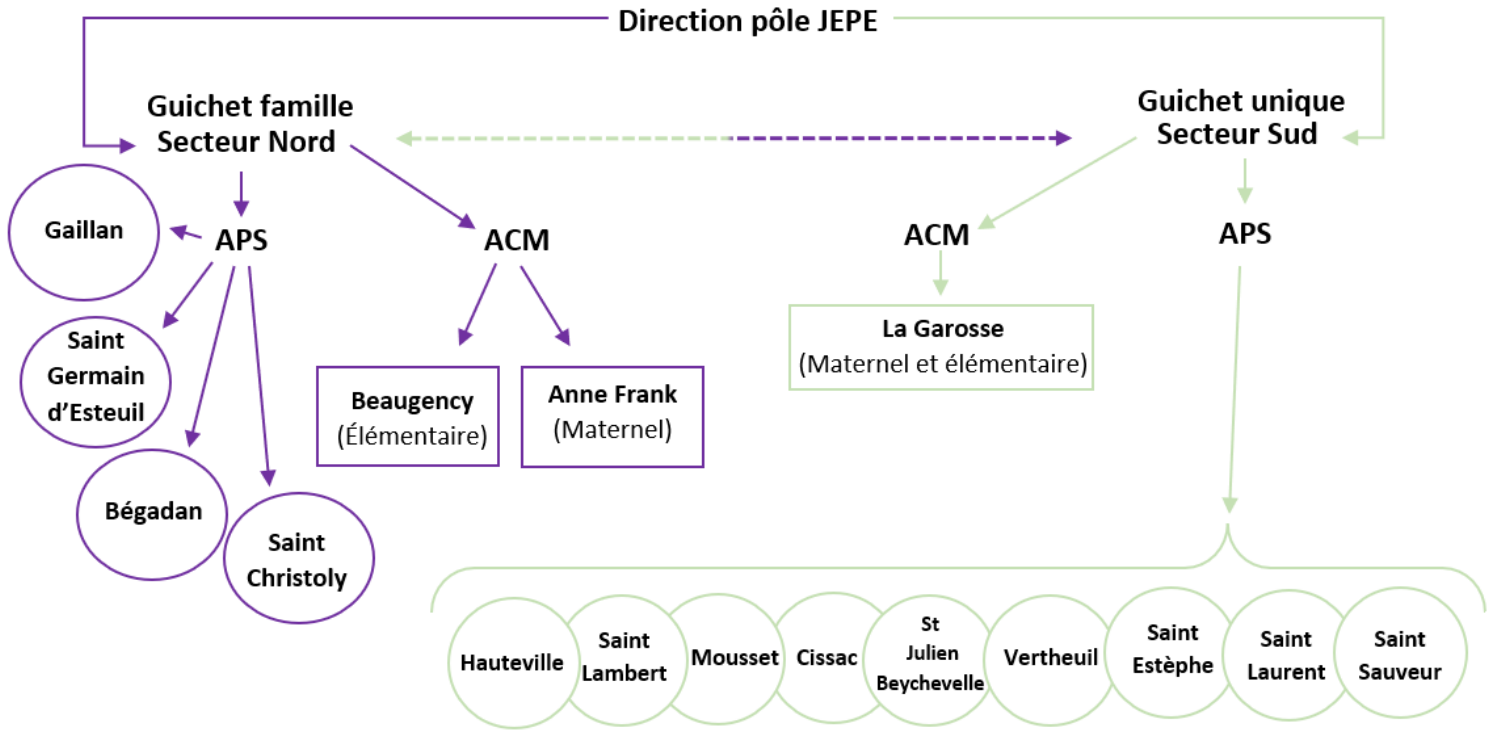 Direction pôle JEPE
Guichet famille
Secteur Nord
Guichet unique
Secteur Sud
Gaillan
APS
ACM
ACM
APS
Saint
Germain
d’Esteuil
Beaugency
(Élémentaire)
Anne Frank
(Maternel)
La Garosse
(Maternel et élémentaire)
Bégadan
Saint
Christoly
Hauteville
Saint
Lambert
Mousset
Cissac
St
Julien
Beychevelle
Vertheuil
Saint
Estèphe
Saint
Laurent
Saint
Sauveur